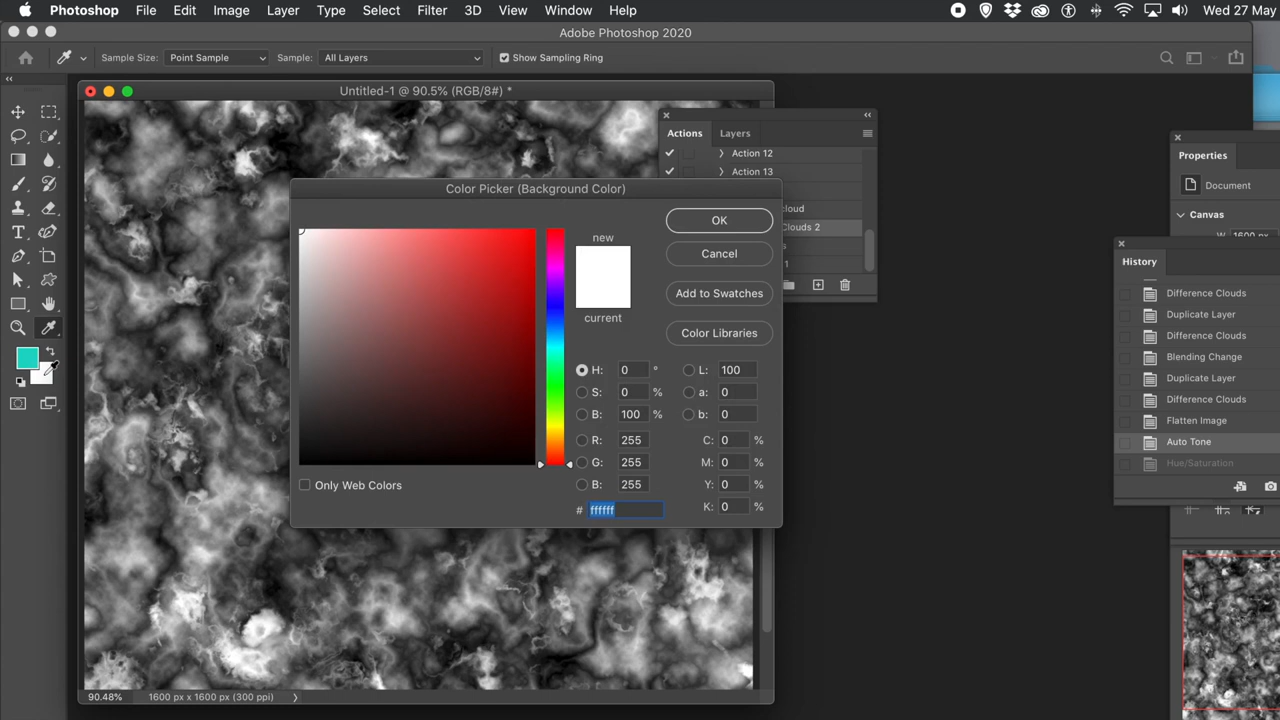 Photoshop File Edit Image Layer Type Select Filter 3D View Window Help Wed 27 May
Adobe Photoshop 2020
Sample Size: Point Sample Sample: All Layers Show Sampling Ring
Untitled-1 @ 90.5% (RGB/8#) *
Actions Layers
Action 12
Action 13
cloud
Clouds 2
s
1
Color Picker (Background Color)
new
current
OK
Cancel
Add to Swatches
Color Libraries
H: 0 ° L: 100
S: 0 % a: 0
B: 100 % b: 0
R: 255 C: 0 %
G: 255 M: 0 %
B: 255 Y: 0 %
# ffffff K: 0 %
Only Web Colors
Properties
Document
Canvas
W 1600 px
History
Difference Clouds
Duplicate Layer
Difference Clouds
Blending Change
Duplicate Layer
Difference Clouds
Flatten Image
Auto Tone
Hue/Saturation
90.48% 1600 px x 1600 px (300 ppi)